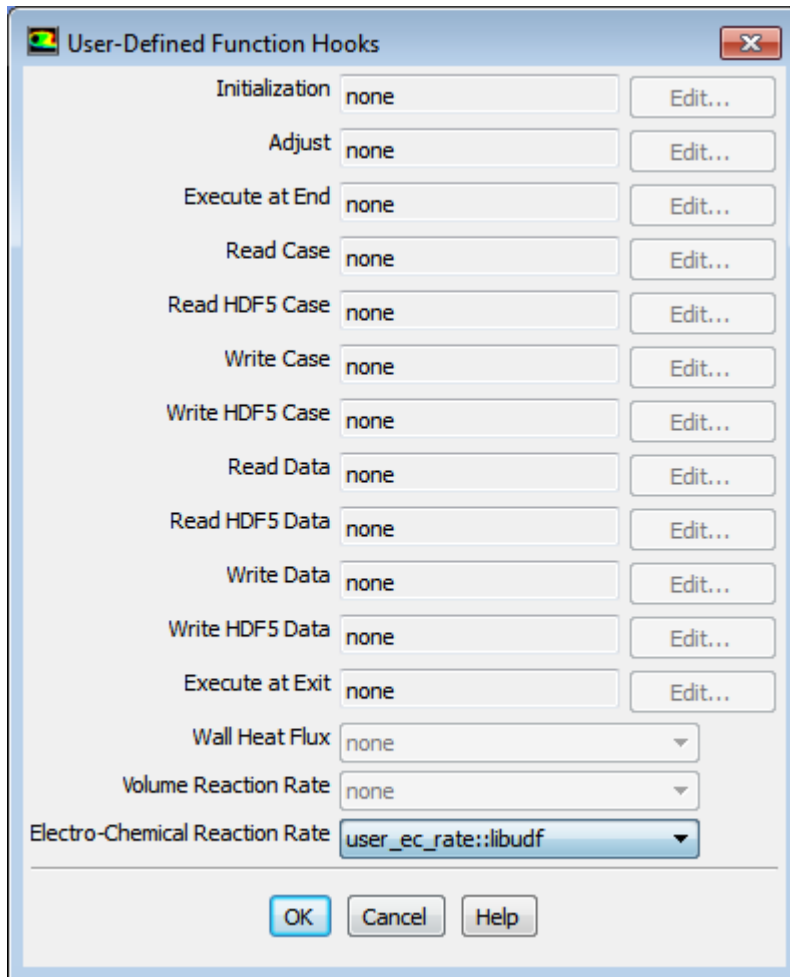 User-Defined Function Hooks
Initialization none Edit...
Adjust none Edit...
Execute at End none Edit...
Read Case none Edit...
Read HDF5 Case none Edit...
Write Case none Edit...
Write HDF5 Case none Edit...
Read Data none Edit...
Read HDF5 Data none Edit...
Write Data none Edit...
Write HDF5 Data none Edit...
Execute at Exit none Edit...
Wall Heat Flux none
Volume Reaction Rate none
Electro-Chemical Reaction Rate user_ec_rate::libudf
OK Cancel Help